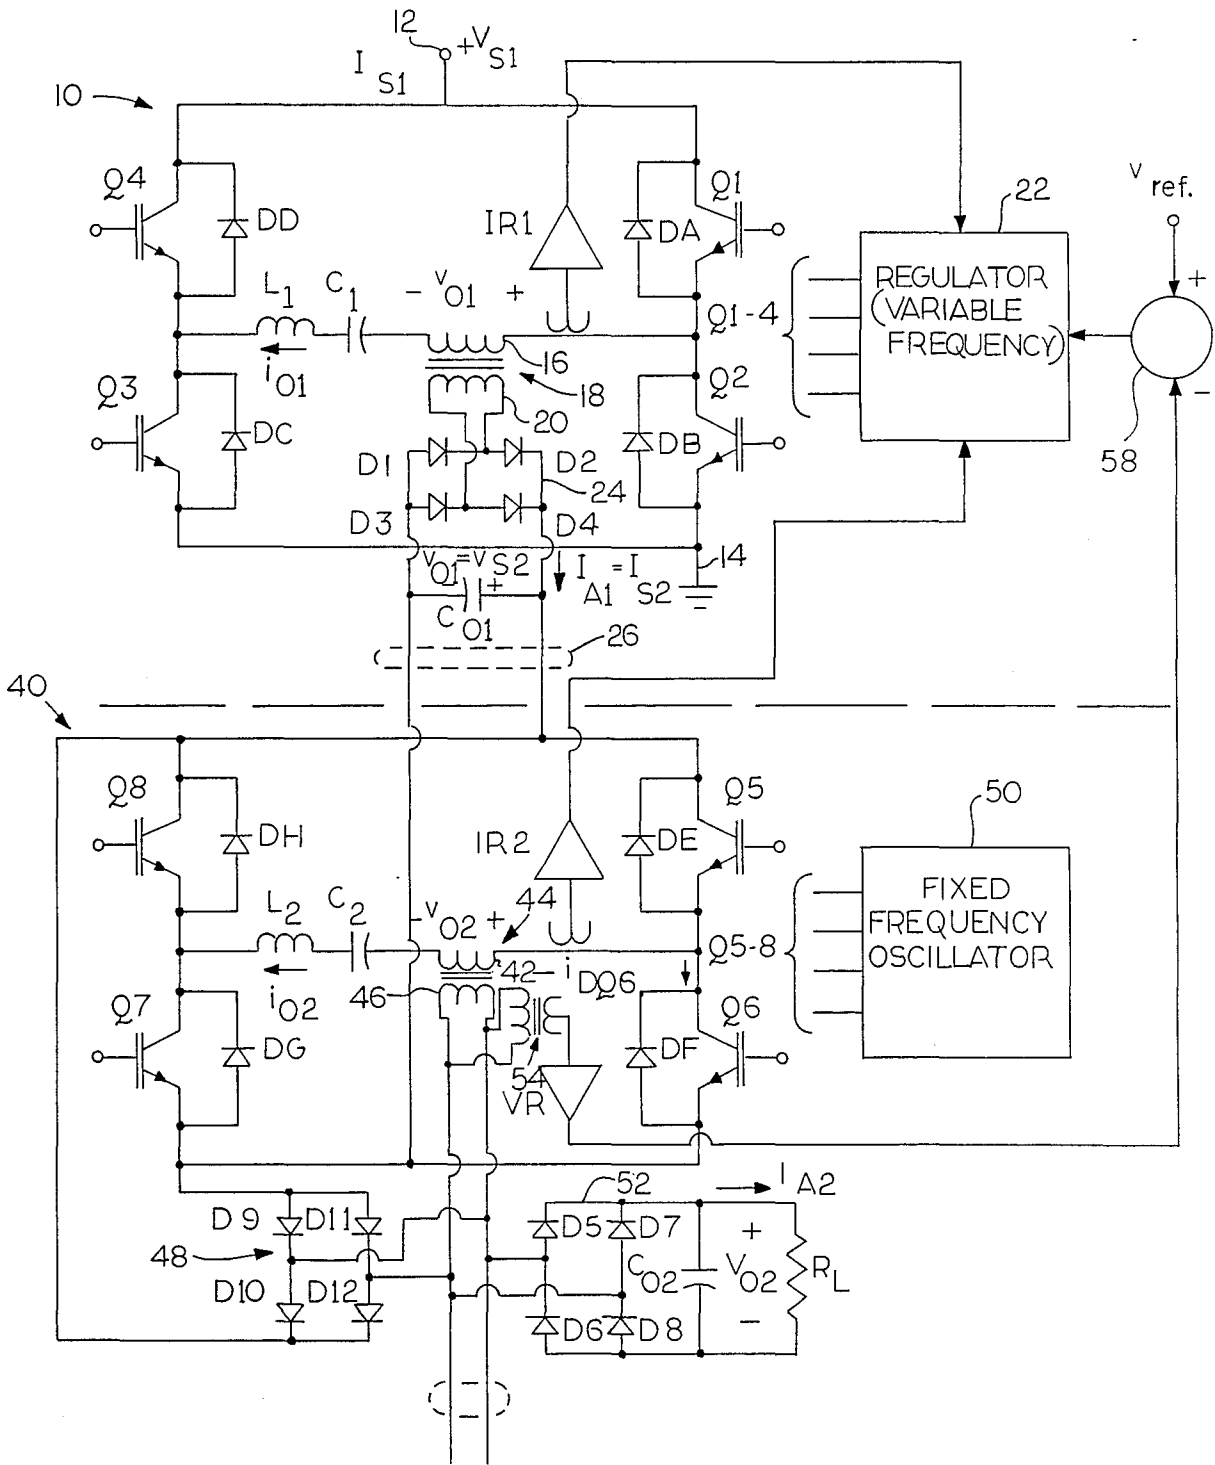 12
+VS1
IS1
10
Q4
DD
IR1
Q1
DA
22
v ref.
REGULATOR
(VARIABLE
FREQUENCY)
+
-
58
L1
C1
- vO1 +
Q1-4
16
iO1
18
20
Q3
DC
Q2
DB
D1
D2
24
D3
D4
vO1=vS2
- +
IA1=IS2
14
CO1
26
40
Q8
DH
IR2
Q5
DE
50
FIXED
FREQUENCY
OSCILLATOR
L2
C2
- vO2 +
44
Q5-8
42
iDQ6
iO2
46
Q7
DG
54
VR
Q6
DF
52
IA2
D9
D11
D5
D7
+
48
CO2
VO2
RL
D10
D12
D6
D8
-